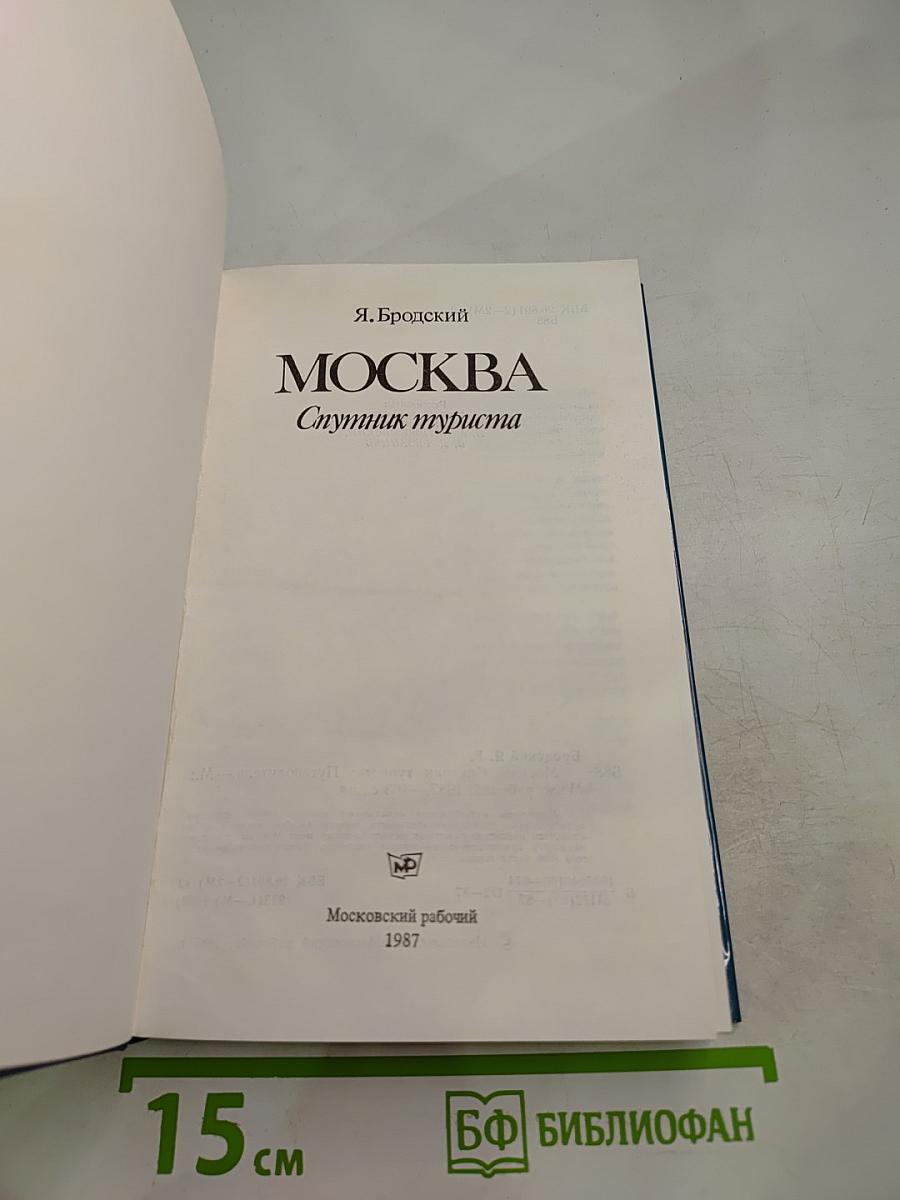 Я. Бродский
МОСКВА
Спутник туриста
МР
Московский рабочий
1987
15 см
БФ БИБЛИОФАН